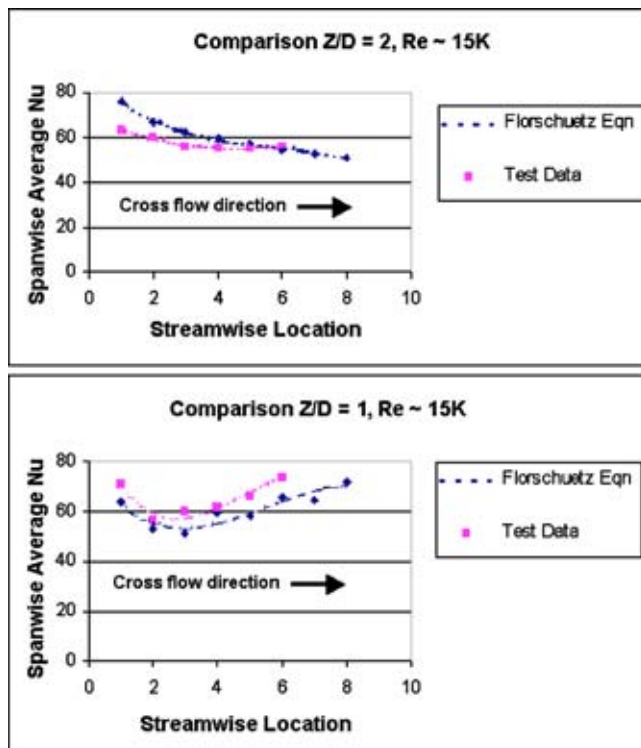 Comparison Z/D = 2, Re ~ 15K
Spanwise Average Nu
80
60
40
20
0
Cross flow direction
0 2 4 6 8 10
Streamwise Location
Florschuetz Eqn
Test Data
Comparison Z/D = 1, Re ~ 15K
Spanwise Average Nu
80
60
40
20
0
Cross flow direction
0 2 4 6 8 10
Streamwise Location
Florschuetz Eqn
Test Data